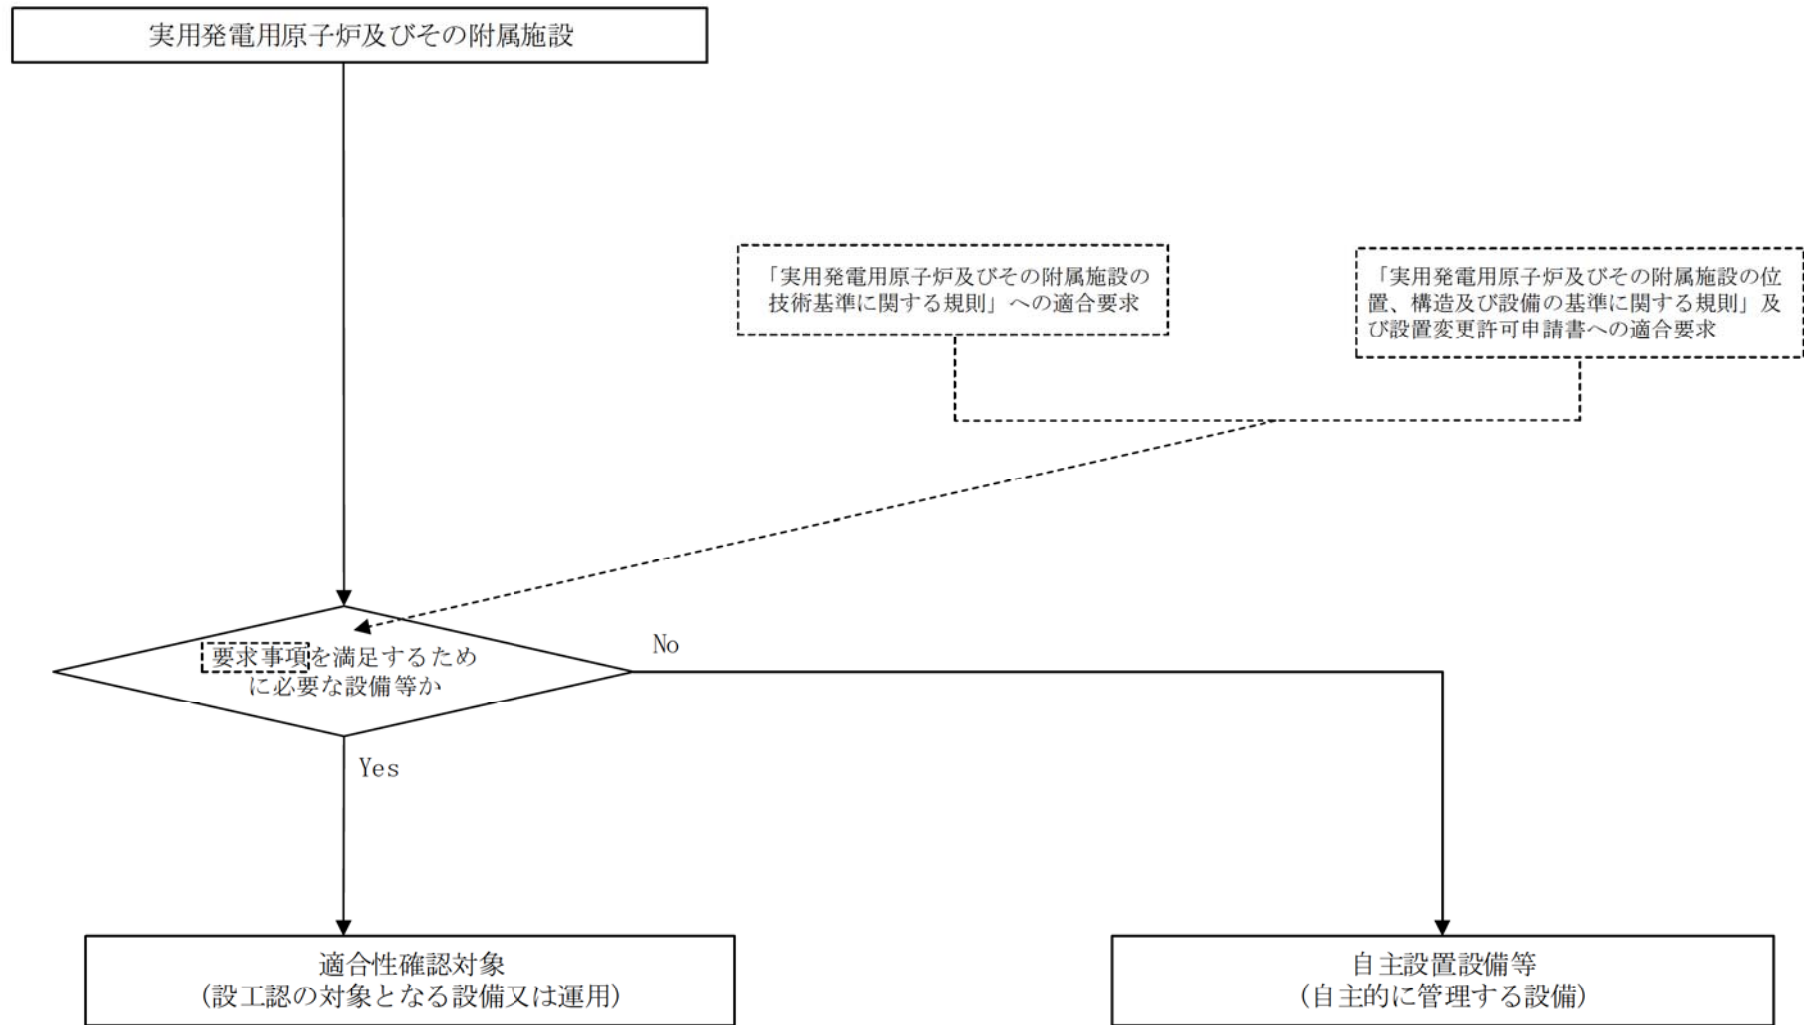 実用発電用原子炉及びその附属施設
「実用発電用原子炉及びその附属施設の
技術基準に関する規則」への適合要求
「実用発電用原子炉及びその附属施設の位
置、構造及び設備の基準に関する規則」及
び設置変更許可申請書への適合要求
要求事項を満足するため
に必要な設備等か
No
Yes
適合性確認対象
(設工認の対象となる設備又は運用)
自主設置設備等
(自主的に管理する設備)